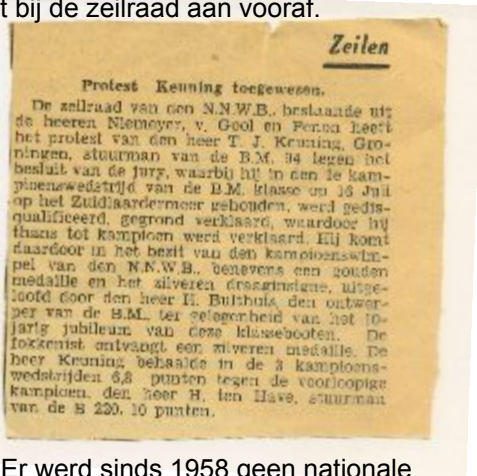 t bij de zeilraad aan vooraf.
Zeilen
Protest Keuning toegewezen.
De zeilraad van den N.N.W.B., bestaande uit
de heeren Niemeyer, v. Gool en Fenon heeft
het protest van den heer T. J. Keuning, Gro-
ningen, stuurman van de B.M. 94 tegen het
besluit van de jury, waarbij hij in den 1e kam-
pioenswedstrijd van de B.M. klasse op 16 Juli
op het Zuidlaardermeer gehouden, werd gedis-
qualificeerd, gegrond verklaard, waardoor hij
thans tot kampioen werd verklaard. Hij komt
daardoor in het bezit van den kampioenswim-
pel van den N.N.W.B., benevens een gouden
medaille en het zilveren draaginsigne, uitge-
loofd door den heer H. Bulthuis, den ontwer-
per van de B.M., ter gelegenheid van het 10-
jarig jubileum van deze klassebooten. De
fokkenist ontvangt een zilveren medaille. De
heer Keuning behaalde in de 3 kampioens-
wedstrijden 6,8 punten tegen de voorloopige
kampioen, den heer H. ten Have, stuurman
van de B 220, 10 punten.
Er werd sinds 1958 geen nationale